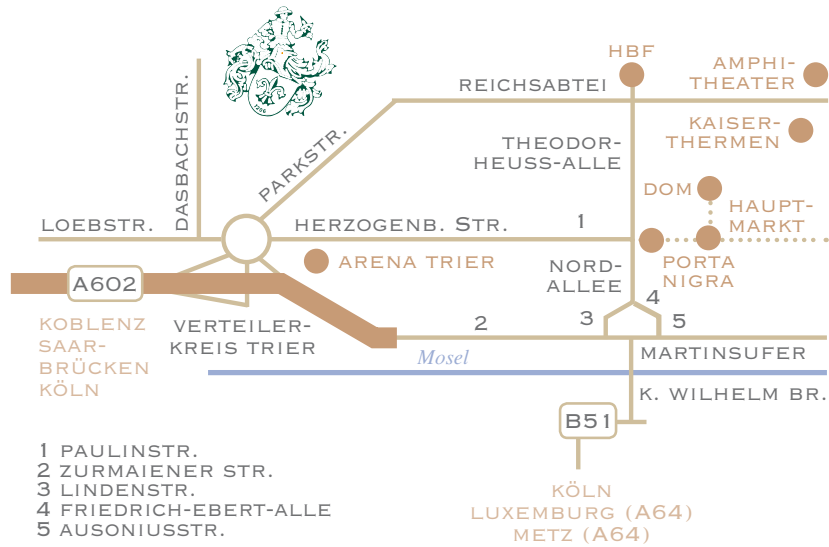 HBF
AMPHI-
THEATER
REICHSABTEI
KAISER-
THERMEN
DASBACHSTR.
PARKSTR.
THEODOR-
HEUSS-ALLE
DOM
HAUPT-
MARKT
LOEBSTR.
HERZOGENB. STR.
1
ARENA TRIER
NORD-
ALLEE
PORTA
NIGRA
A602
KOBLENZ
SAAR-
BRÜCKEN
KÖLN
VERTEILER-
KREIS TRIER
2
3
4
5
MARTINSUFER
Mosel
K. WILHELM BR.
B51
KÖLN
LUXEMBURG (A64)
METZ (A64)
1 PAULINSTR.
2 ZURMAIENER STR.
3 LINDENSTR.
4 FRIEDRICH-EBERT-ALLE
5 AUSONIUSSTR.